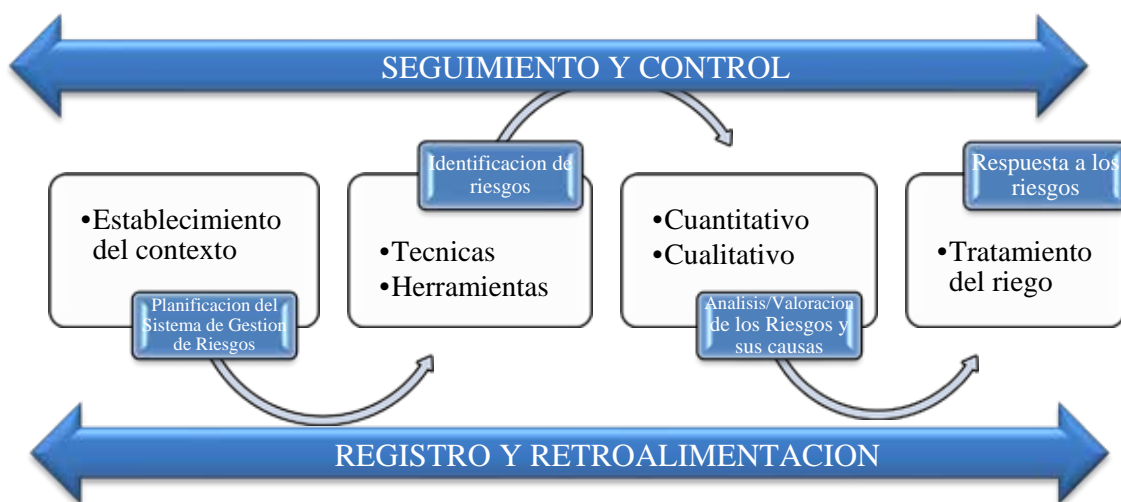 SEGUIMIENTO Y CONTROL
•Establecimiento
del contexto
Planificacion del
Sistema de Gestion
de Riesgos
Identificacion de
riesgos
•Tecnicas
•Herramientas
•Cuantitativo
•Cualitativo
Analisis/Valoracion
de los Riesgos y
sus causas
Respuesta a los
riesgos
•Tratamiento
del riego
REGISTRO Y RETROALIMENTACION